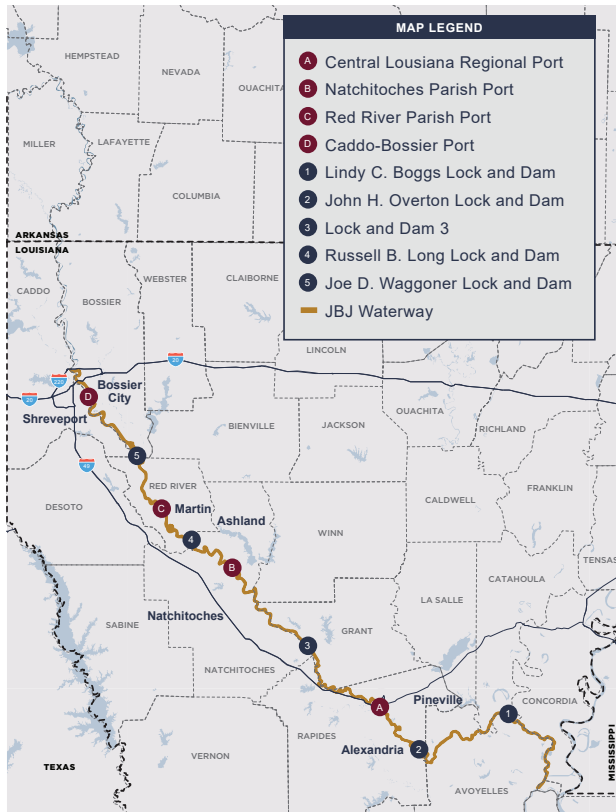 MAP LEGEND
A Central Lousiana Regional Port
B Natchitoches Parish Port
C Red River Parish Port
D Caddo-Bossier Port
1 Lindy C. Boggs Lock and Dam
2 John H. Overton Lock and Dam
3 Lock and Dam 3
4 Russell B. Long Lock and Dam
5 Joe D. Waggoner Lock and Dam
JBJ Waterway
HEMPSTEAD
NEVADA
OUACHITA
MILLER
LAFAYETTE
COLUMBIA
ARKANSAS
LOUISIANA
WEBSTER
CLAIBORNE
CADDO
BOSSIER
LINCOLN
20
220
Bossier
City
D
20
Shreveport
OUACHITA
RICHLAND
BIENVILLE
JACKSON
5
49
RED RIVER
FRANKLIN
CALDWELL
DESOTO
C
Martin
Ashland
4
WINN
B
TENSAS
CATAHOULA
LA SALLE
Natchitoches
SABINE
GRANT
3
NATCHITOCHES
Pineville
CONCORDIA
A
1
RAPIDES
Alexandria
2
VERNON
TEXAS
AVOYELLES
MISSISSIPPI